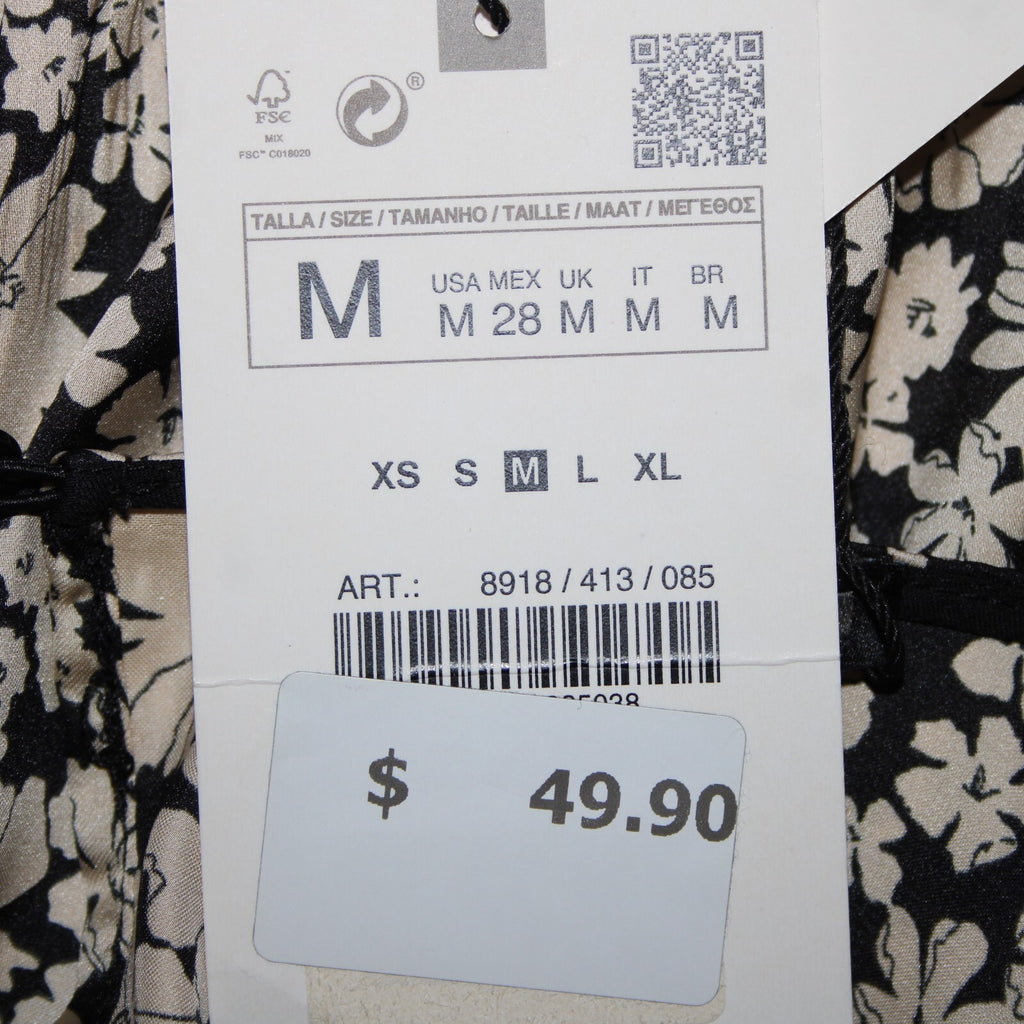 FSC
®
MIX
FSC™ C018020
TALLA / SIZE / TAMANHO / TAILLE / MAAT / ΜΕΓΕΘΟΣ
M
USA MEX UK IT BR
M 28 M M M
XS S M L XL
ART.: 8918 / 413 / 085
$ 49.90